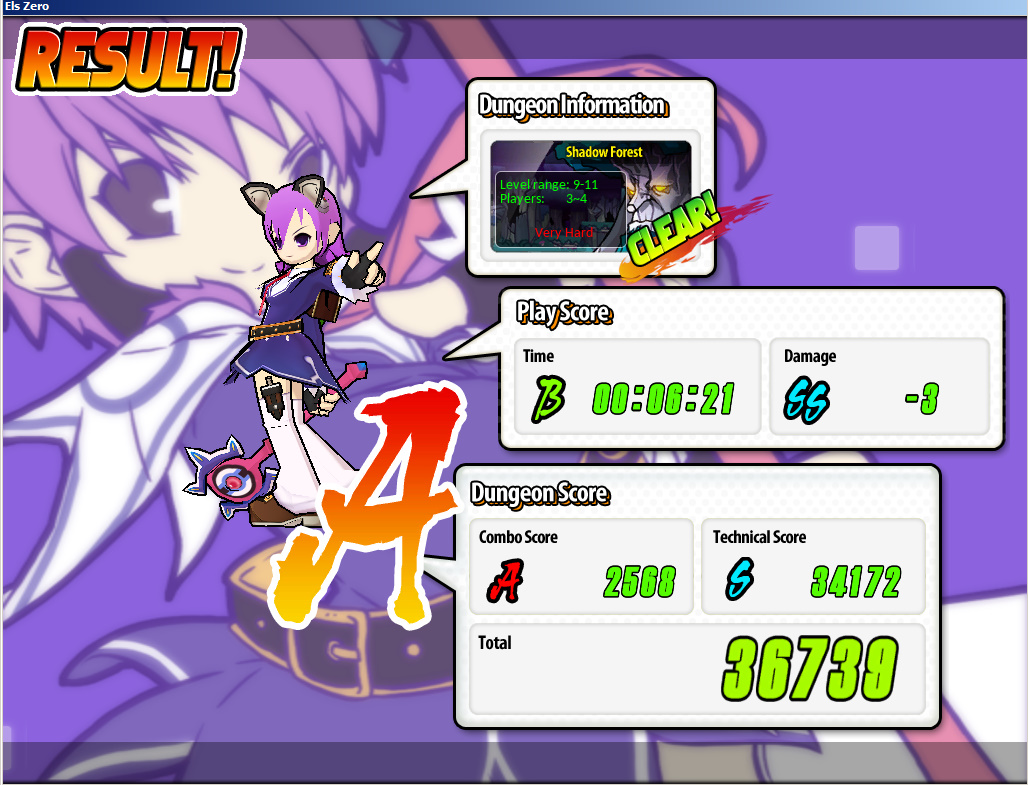 Els Zero
RESULT!
Dungeon Information
Shadow Forest
Level range: 9-11
Players: 3~4
Very Hard
CLEAR!
Play Score
Time
B 00:06:21
Damage
SS -3
A
Dungeon Score
Combo Score
A 2568
Technical Score
S 34172
Total
36739